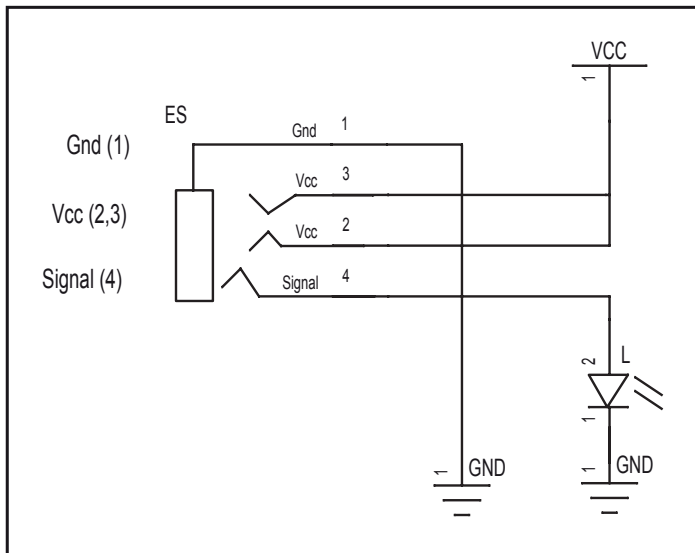 VCC
1
ES
Gnd (1)
Gnd 1
Vcc 3
Vcc (2,3)
Vcc 2
Signal (4)
Signal 4
2 L
1
1 GND
1 GND